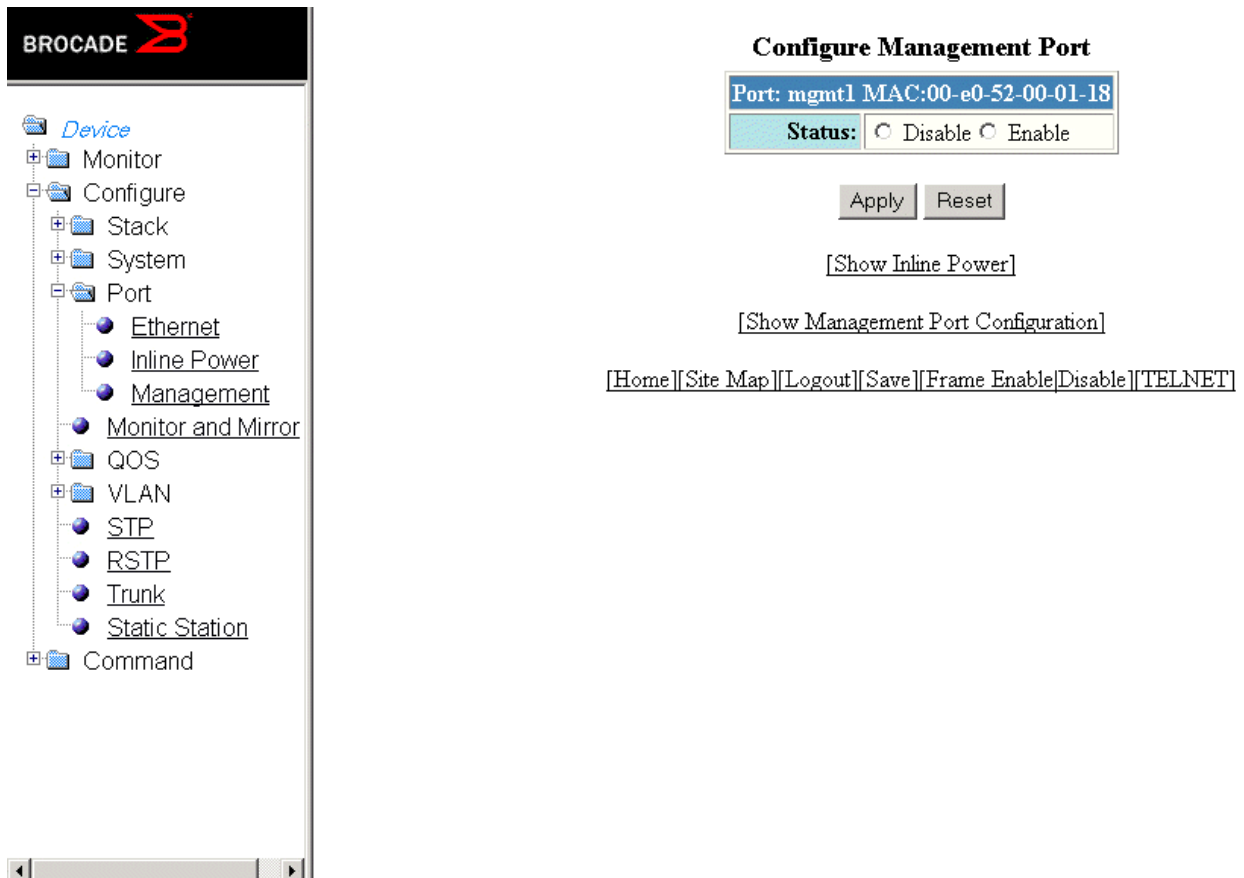 BROCADE
Device
Monitor
Configure
Stack
System
Port
Ethernet
Inline Power
Management
Monitor and Mirror
QOS
VLAN
STP
RSTP
Trunk
Static Station
Command
Configure Management Port
Port: mgmt1 MAC:00-e0-52-00-01-18
Status: Disable Enable
Apply Reset
[Show Inline Power]
[Show Management Port Configuration]
[Home][Site Map][Logout][Save][Frame Enable|Disable][TELNET]